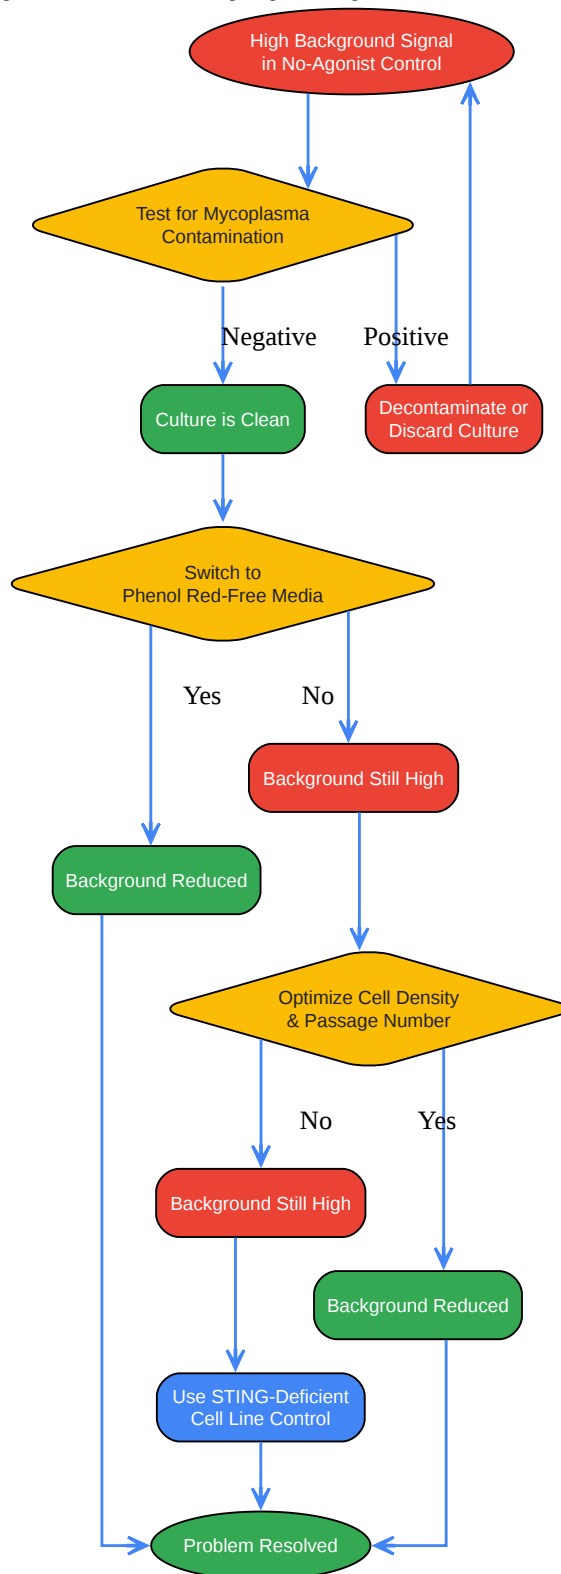 High Background Signal
in No-Agonist Control
Test for Mycoplasma
Contamination
Negative
Positive
Culture is Clean
Decontaminate or
Discard Culture
Switch to
Phenol Red-Free Media
Yes
No
Background Still High
Background Reduced
Optimize Cell Density
& Passage Number
No
Yes
Background Still High
Background Reduced
Use STING-Deficient
Cell Line Control
Problem Resolved